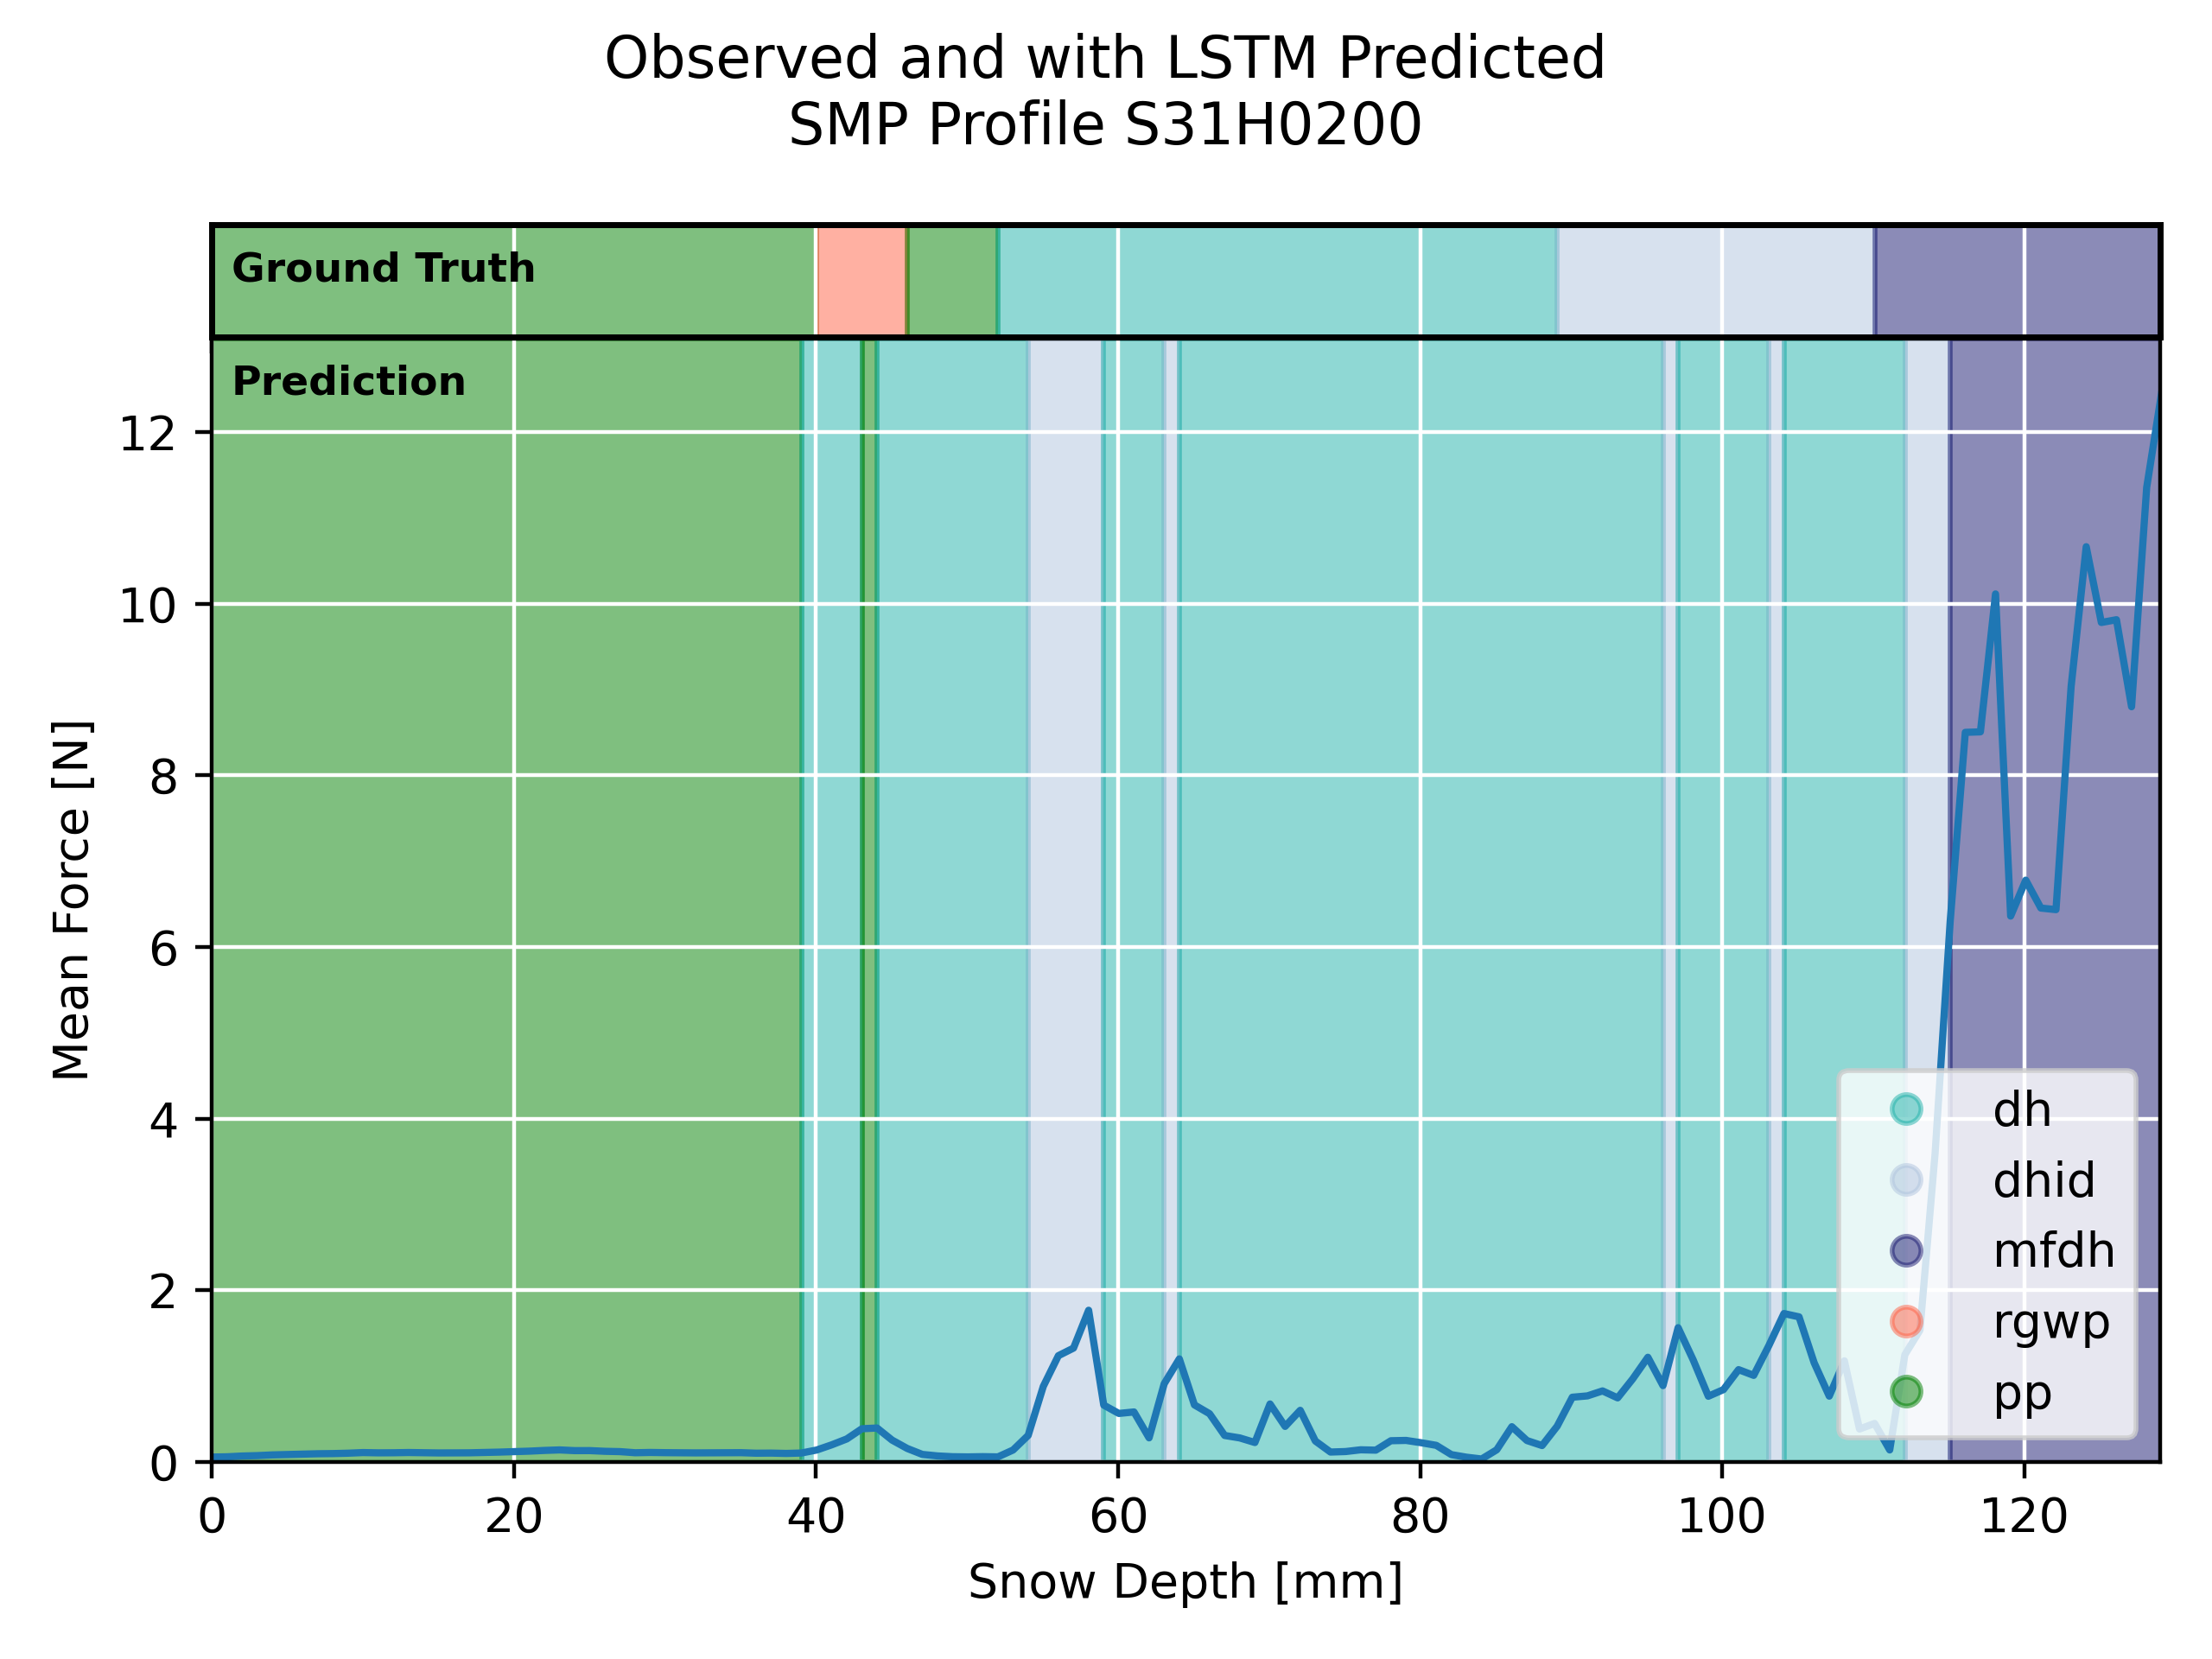 Observed and with LSTM Predicted
SMP Profile S31H0200
Ground Truth
Prediction
12
10
8
6
4
2
0
Mean Force [N]
dh
dhid
mfdh
rgwp
pp
0 20 40 60 80 100 120
Snow Depth [mm]